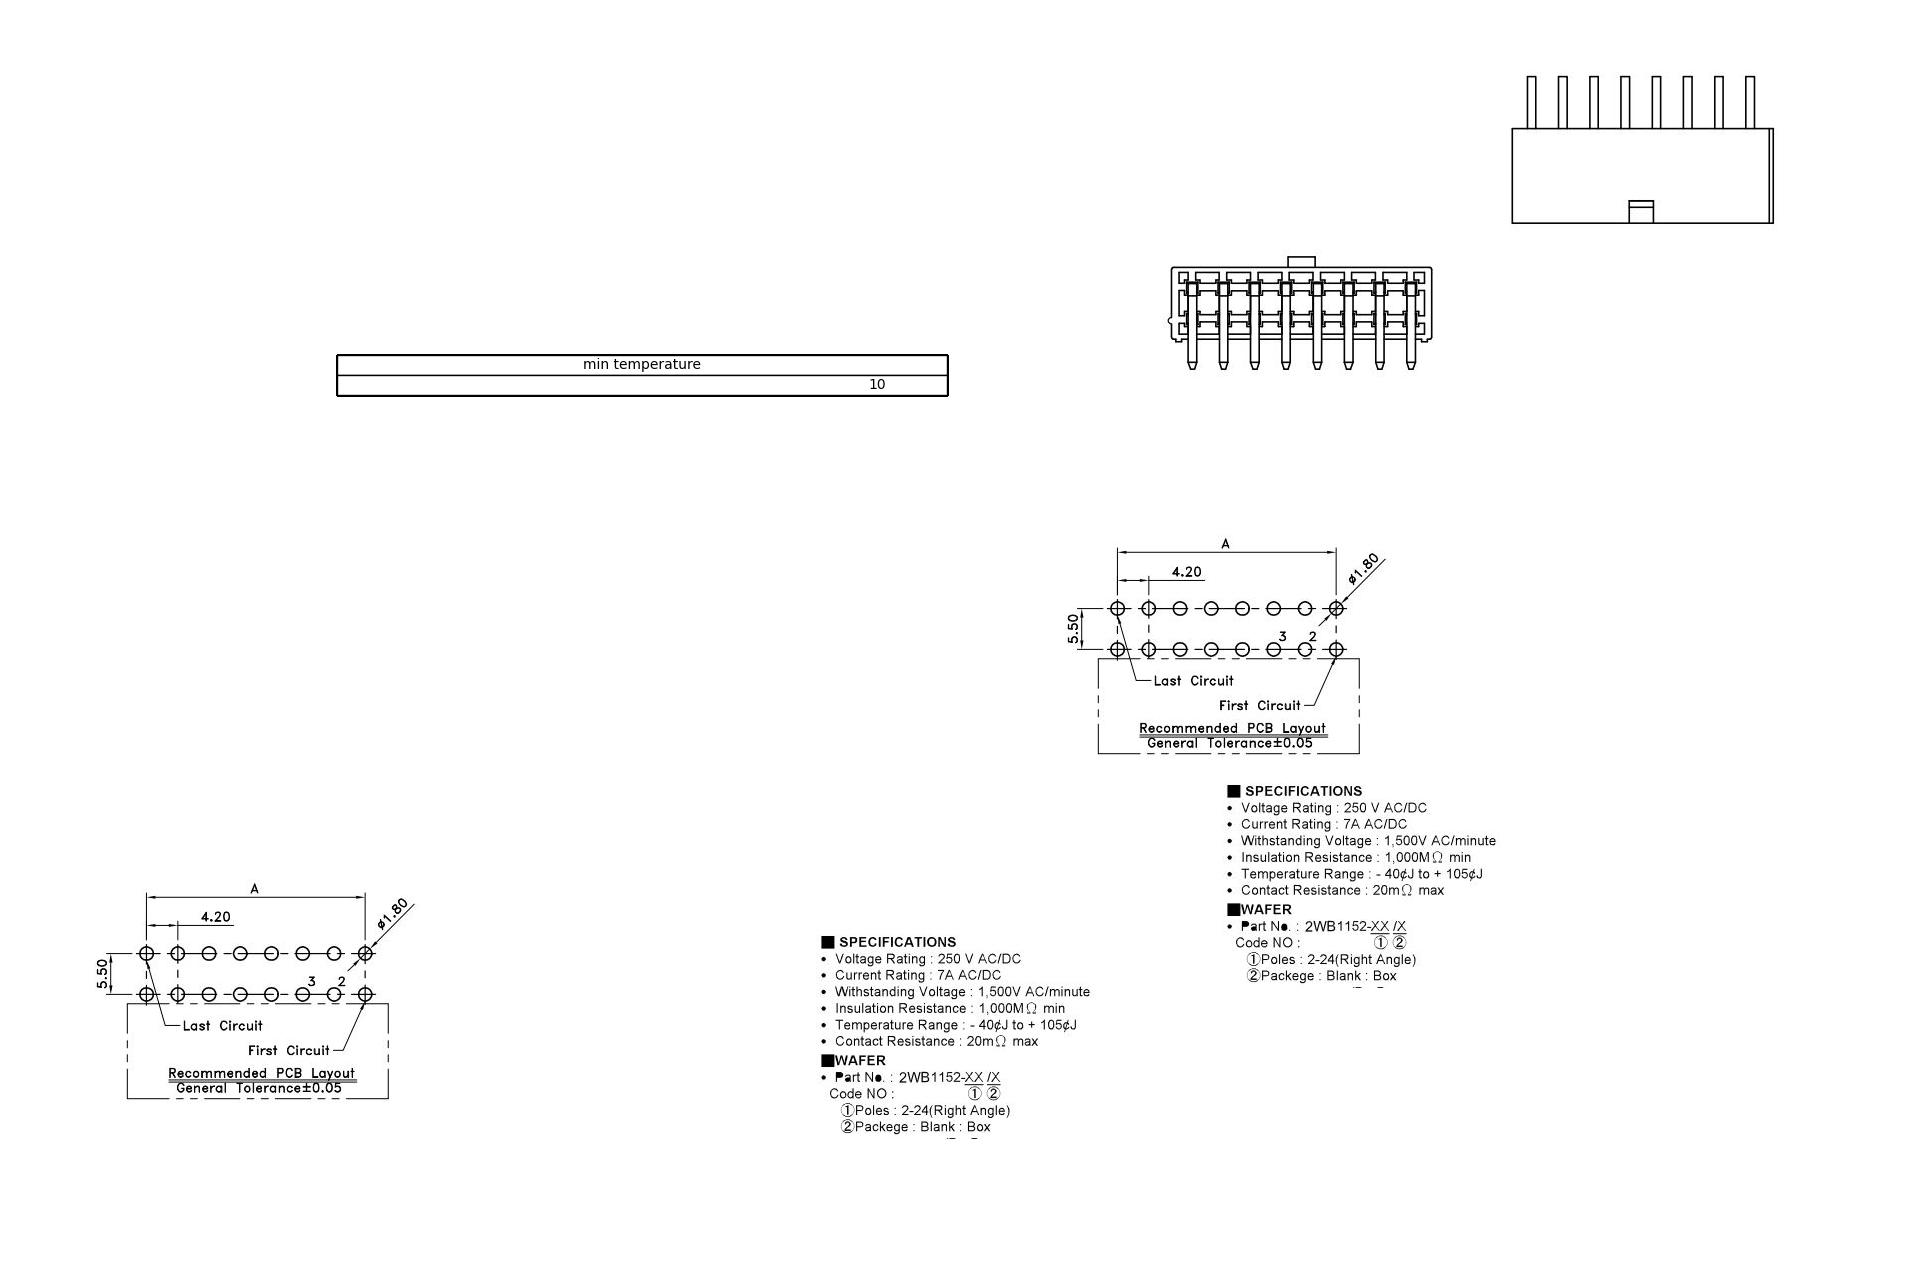 min temperature
10
A
4.20
ø1.80
5.50
3 2
Last Circuit
First Circuit
Recommended PCB Layout
General Tolerance±0.05
■ SPECIFICATIONS
• Voltage Rating : 250 V AC/DC
• Current Rating : 7A AC/DC
• Withstanding Voltage : 1,500V AC/minute
• Insulation Resistance : 1,000MΩ min
• Temperature Range : - 40¢J to + 105¢J
• Contact Resistance : 20mΩ max
■WAFER
• Part No. : 2WB1152-XX /X
Code NO : ① ②
①Poles : 2-24(Right Angle)
②Packege : Blank : Box
A
4.20
ø1.80
5.50
3 2
Last Circuit
First Circuit
Recommended PCB Layout
General Tolerance±0.05
■ SPECIFICATIONS
• Voltage Rating : 250 V AC/DC
• Current Rating : 7A AC/DC
• Withstanding Voltage : 1,500V AC/minute
• Insulation Resistance : 1,000MΩ min
• Temperature Range : - 40¢J to + 105¢J
• Contact Resistance : 20mΩ max
■WAFER
• Part No. : 2WB1152-XX /X
Code NO : ① ②
①Poles : 2-24(Right Angle)
②Packege : Blank : Box